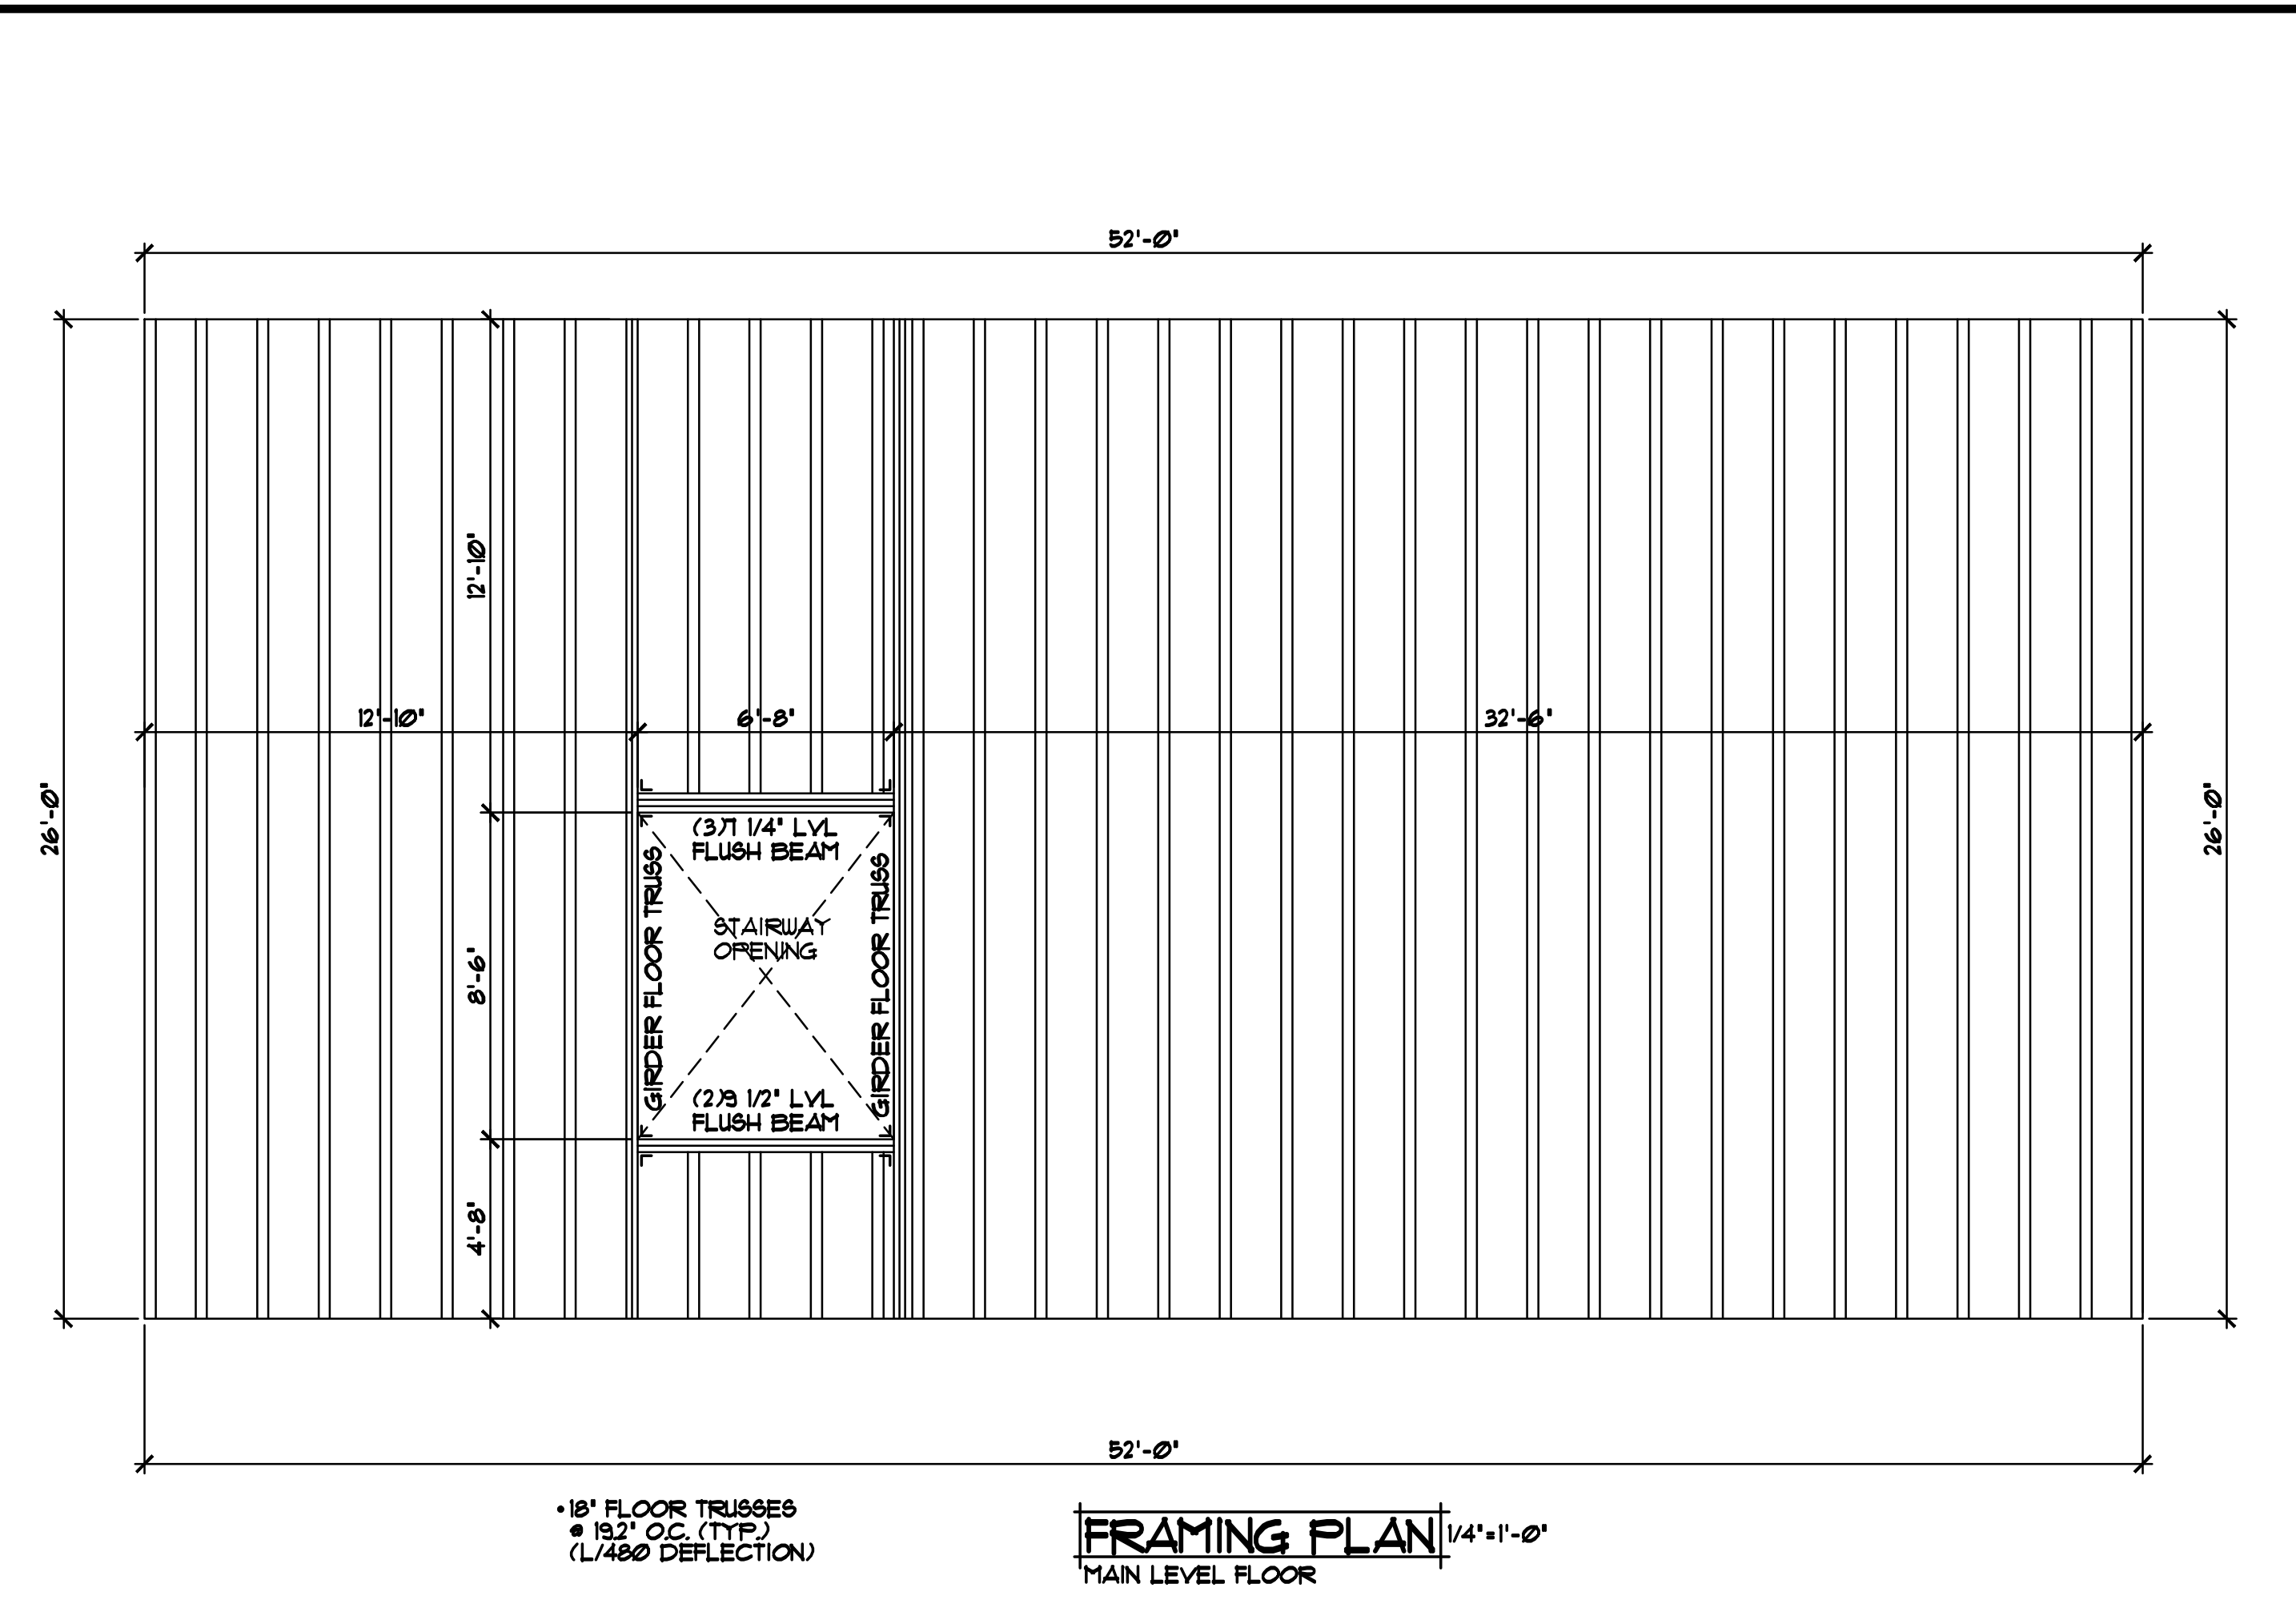 52'-0"
12'-10"
12'-10"
6'-8"
32'-6"
26'-0"
26'-0"
(3)7 1/4" LVL
FLUSH BEAM
GIRDER FLOOR TRUSS
GIRDER FLOOR TRUSS
STAIRWAY
OPENING
8'-6"
(2)9 1/2" LVL
FLUSH BEAM
4'-8"
52'-0"
• 18" FLOOR TRUSSES
@ 19.2" O.C. (TYP.)
(L/480 DEFLECTION)
FRAMING PLAN 1/4"=1'-0"
MAIN LEVEL FLOOR